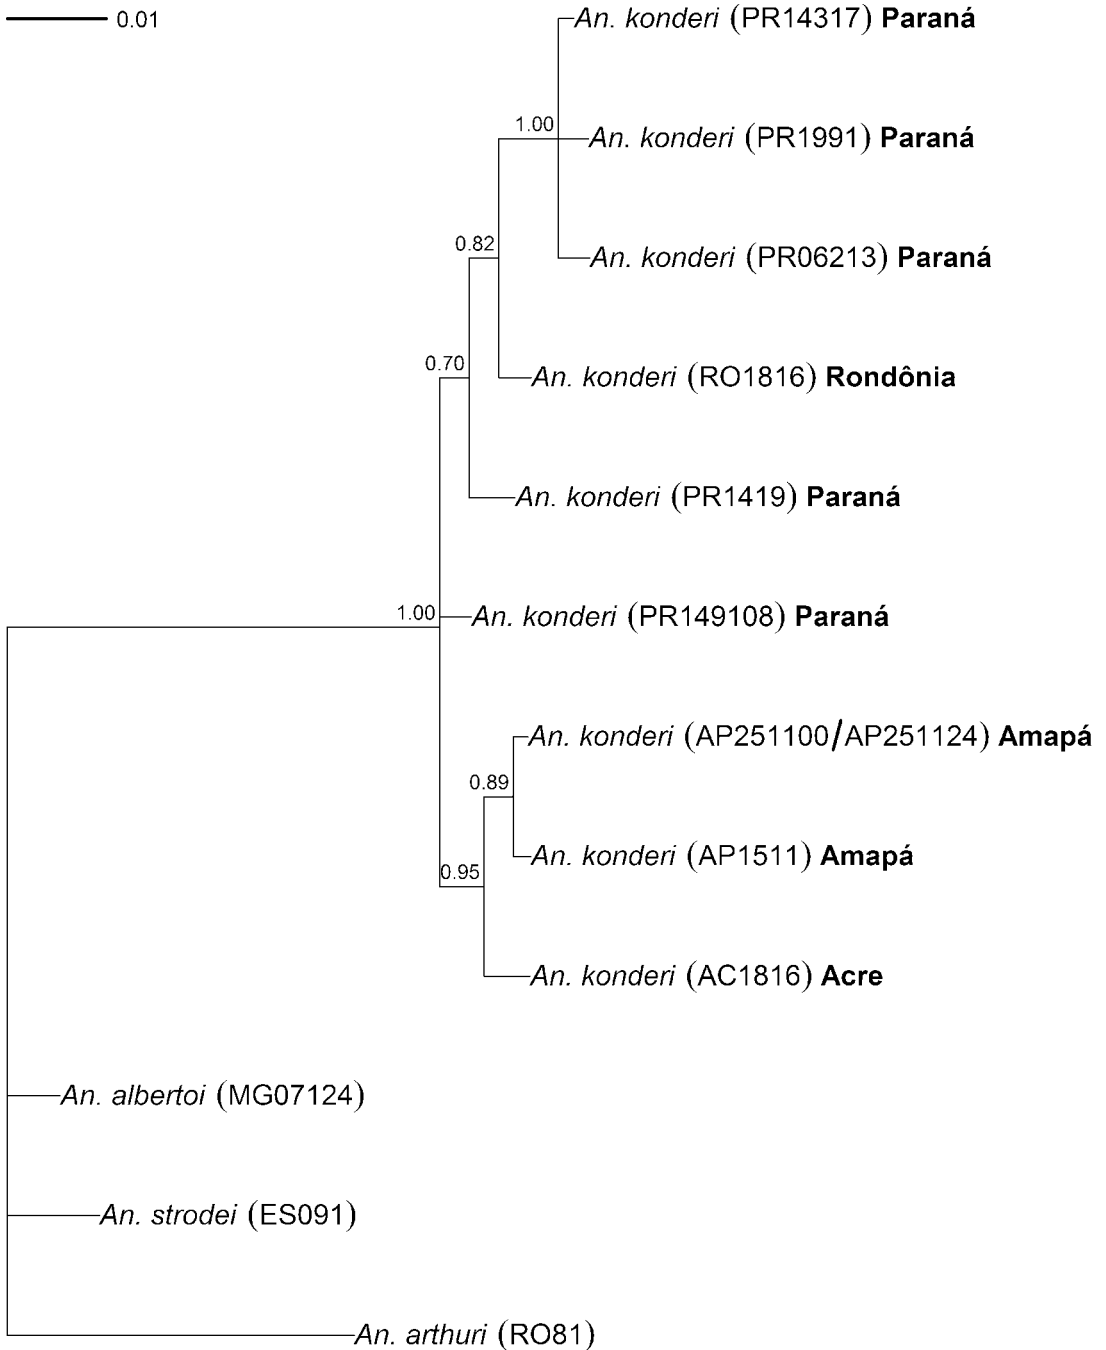 0.01
An. konderi (PR14317) Paraná
1.00
An. konderi (PR1991) Paraná
0.82
An. konderi (PR06213) Paraná
0.70
An. konderi (RO1816) Rondônia
An. konderi (PR1419) Paraná
1.00
An. konderi (PR149108) Paraná
An. konderi (AP251100/AP251124) Amapá
0.89
An. konderi (AP1511) Amapá
0.95
An. konderi (AC1816) Acre
An. albertoi (MG07124)
An. strodei (ES091)
An. arthuri (RO81)